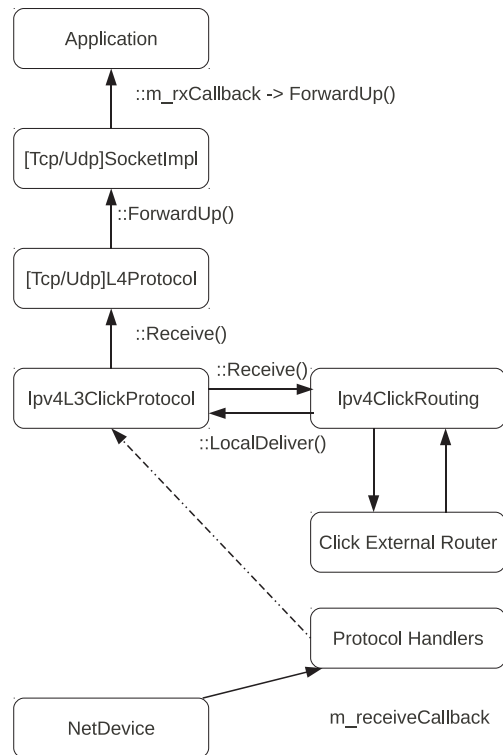 Application
::m_rxCallback -> ForwardUp()
[Tcp/Udp]SocketImpl
::ForwardUp()
[Tcp/Udp]L4Protocol
::Receive()
Ipv4L3ClickProtocol
::Receive()
Ipv4ClickRouting
::LocalDeliver()
Click External Router
Protocol Handlers
NetDevice
m_receiveCallback